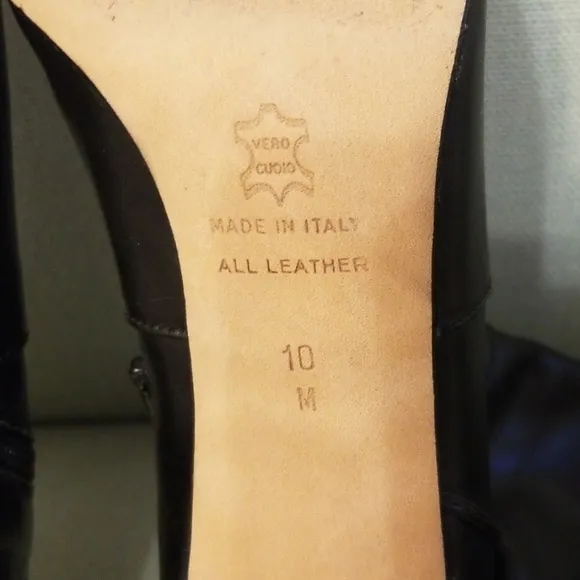 VERO
CUOIO
MADE IN ITALY
ALL LEATHER
10
M